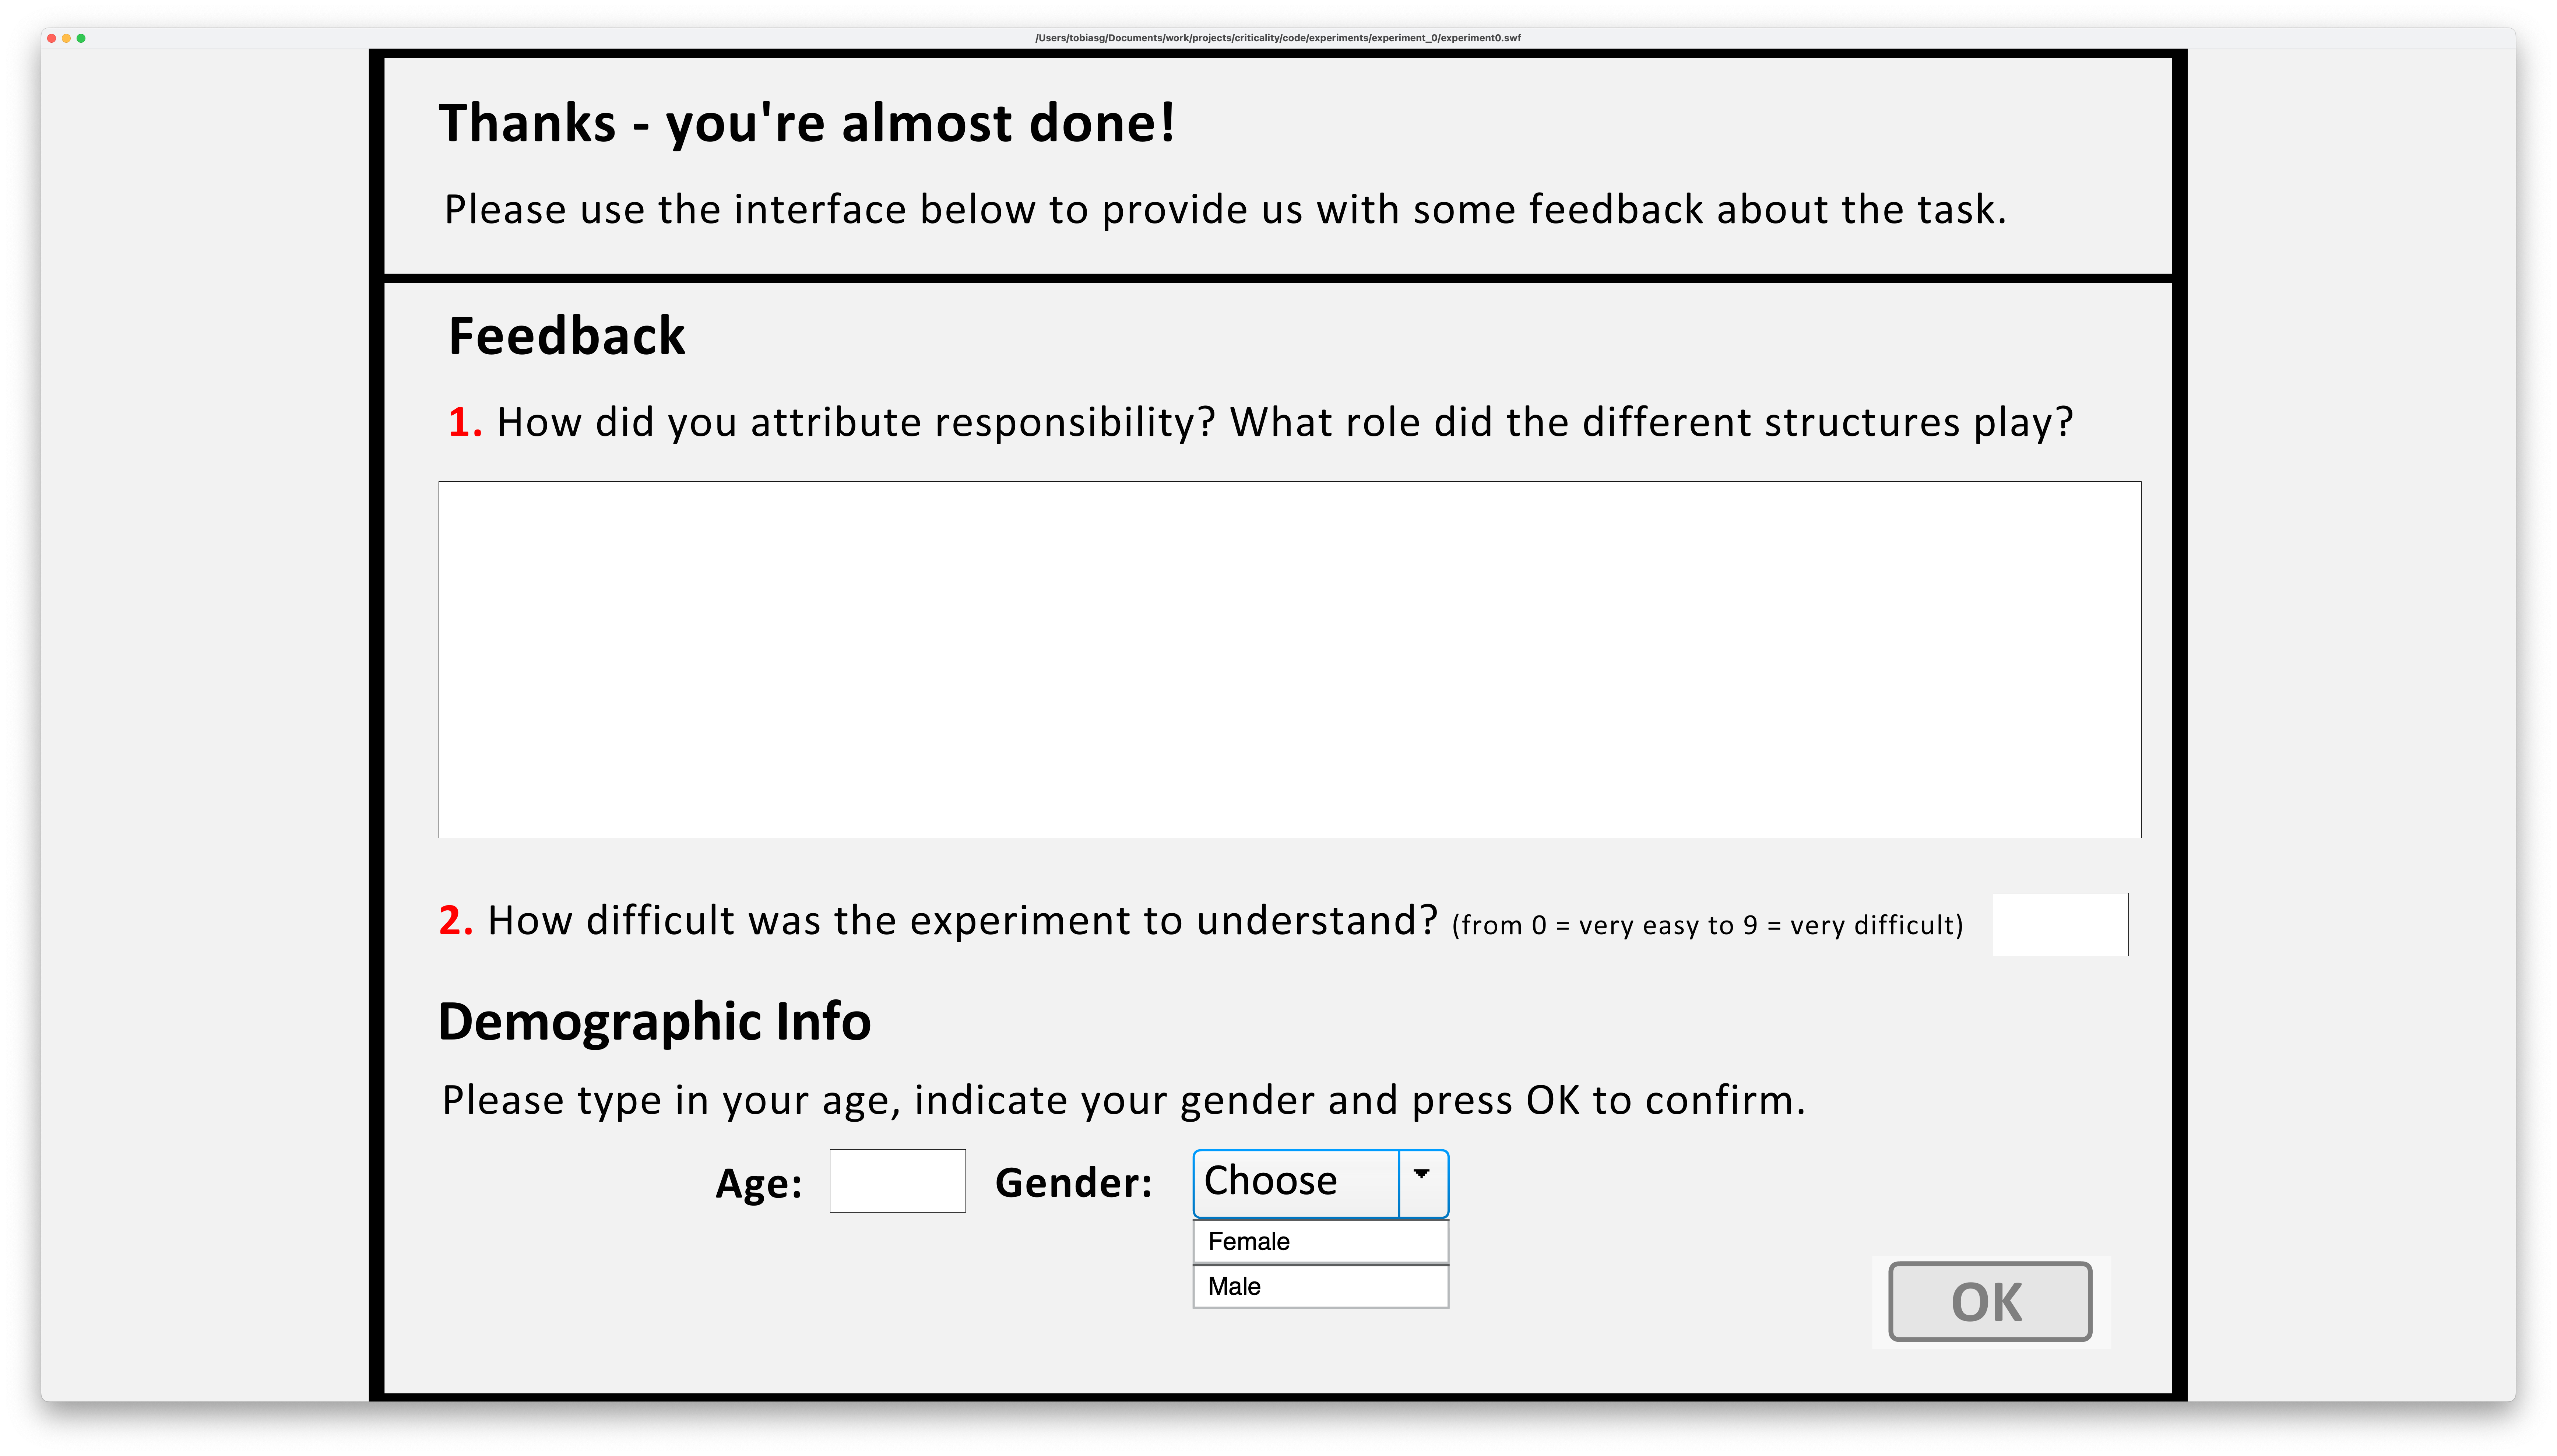 /Users/tobiasg/Documents/work/projects/criticality/code/experiments/experiment_0/experiment0.swf
Thanks - you're almost done!
Please use the interface below to provide us with some feedback about the task.
Feedback
1. How did you attribute responsibility? What role did the different structures play?
2. How difficult was the experiment to understand? (from 0 = very easy to 9 = very difficult)
Demographic Info
Please type in your age, indicate your gender and press OK to confirm.
Age: Gender: Choose
Female
Male
OK